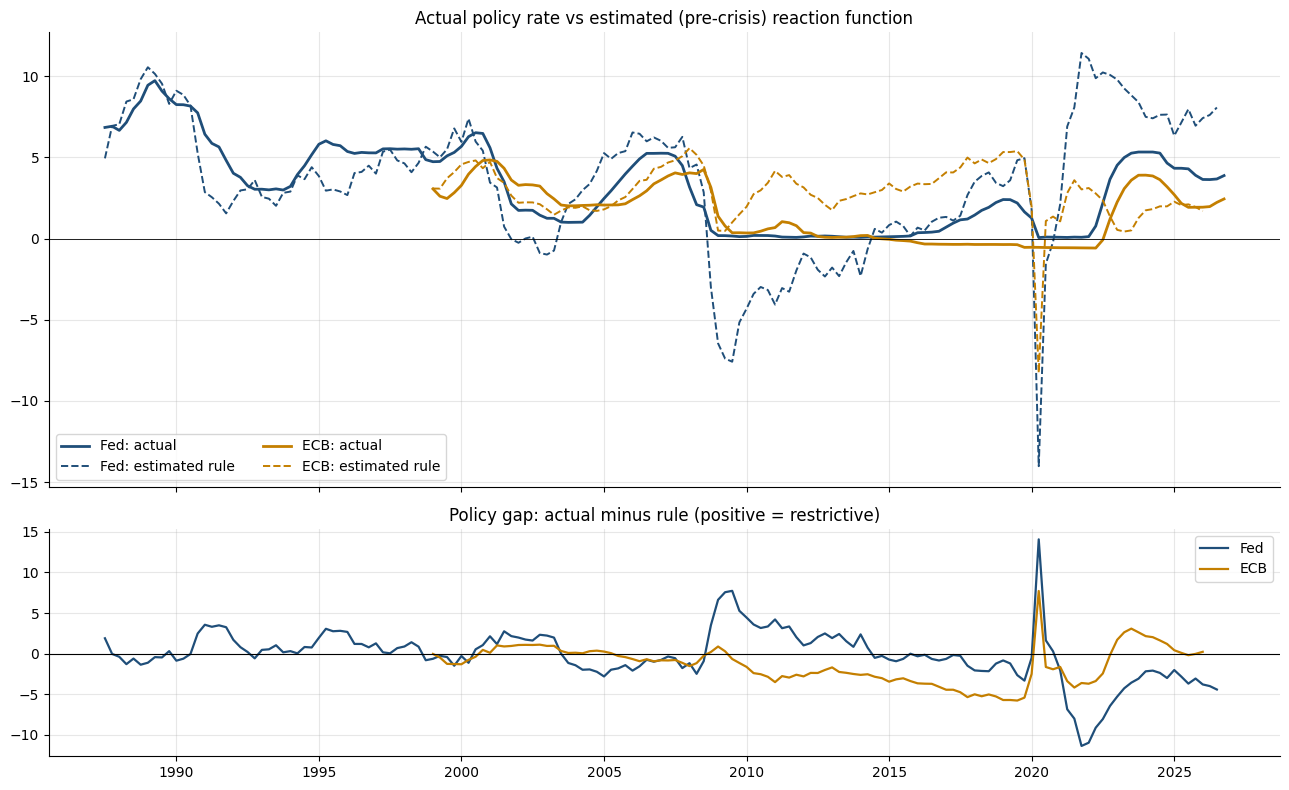 Actual policy rate vs estimated (pre-crisis) reaction function
10
5
0
−5
−10
−15
Fed: actual
Fed: estimated rule
ECB: actual
ECB: estimated rule
Policy gap: actual minus rule (positive = restrictive)
15
10
5
0
−5
−10
Fed
ECB
1990
1995
2000
2005
2010
2015
2020
2025